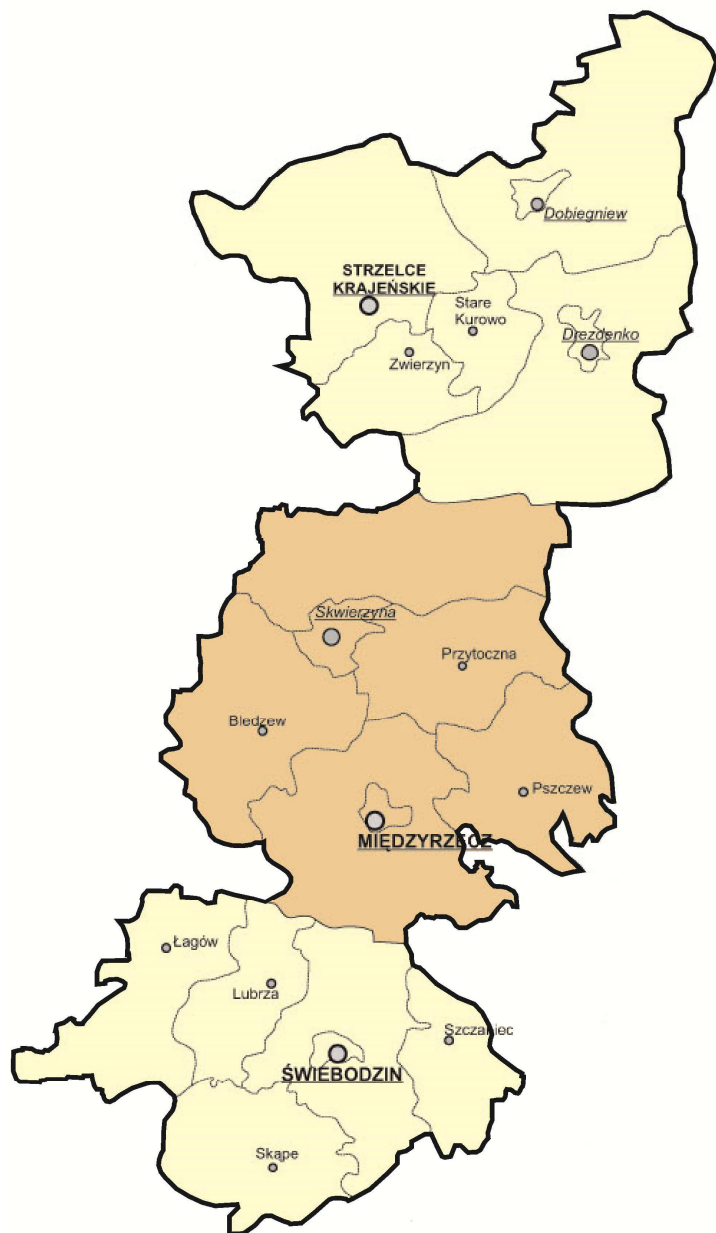 Dobiegniew
STRZELCE
KRAJEŃSKIE
Stare
Kurowo
Drezdenko
Zwierzyn
Skwierzyna
Przytoczna
Bledzew
Pszczew
MIĘDZYRZECZ
Łagów
Lubrza
Szczaniec
ŚWIEBODZIN
Skąpe